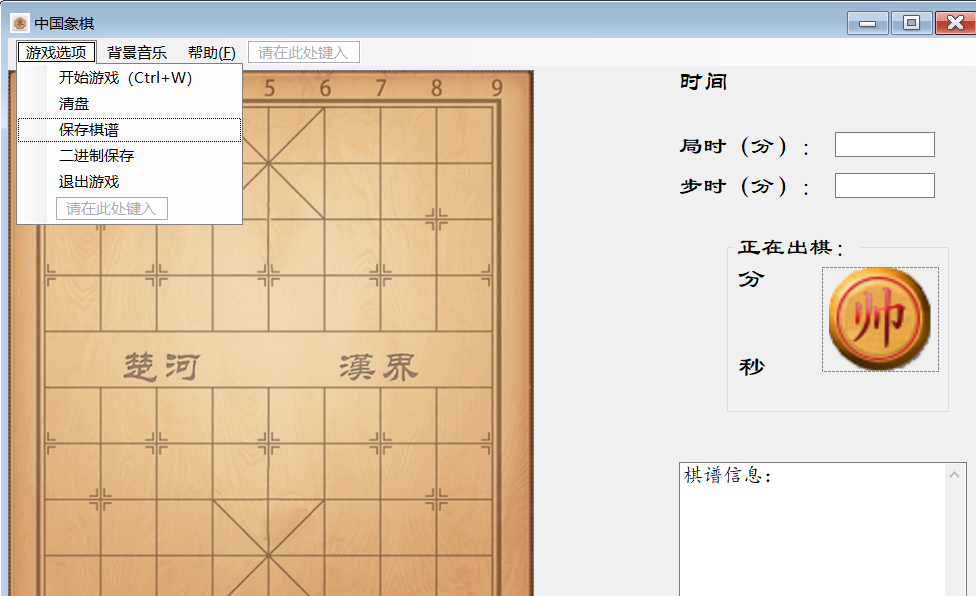 中国象棋
游戏选项 背景音乐 帮助(F) 请在此处键入
开始游戏（Ctrl+W）
清盘
保存棋谱
二进制保存
退出游戏
请在此处键入
5 6 7 8 9
楚河 漢界
时间
局时（分）：
步时（分）：
正在出棋：
分
帅
秒
棋谱信息：